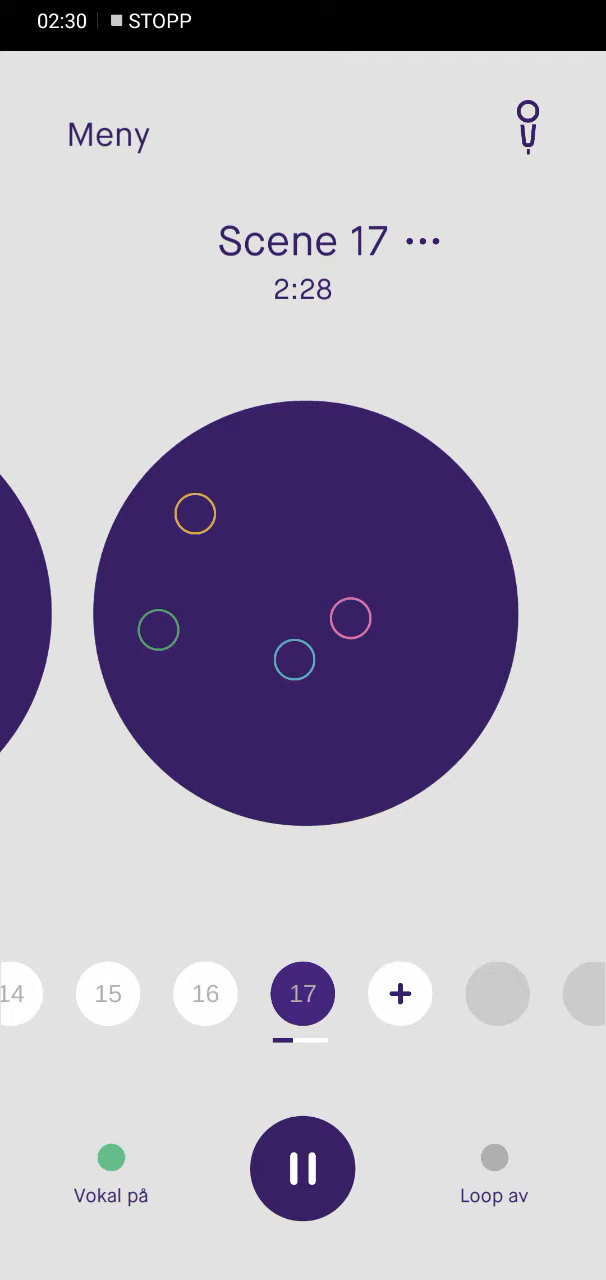 02:30 STOPP
Meny
Scene 17 ...
2:28
14 15 16 17 +
Vokal på
Loop av